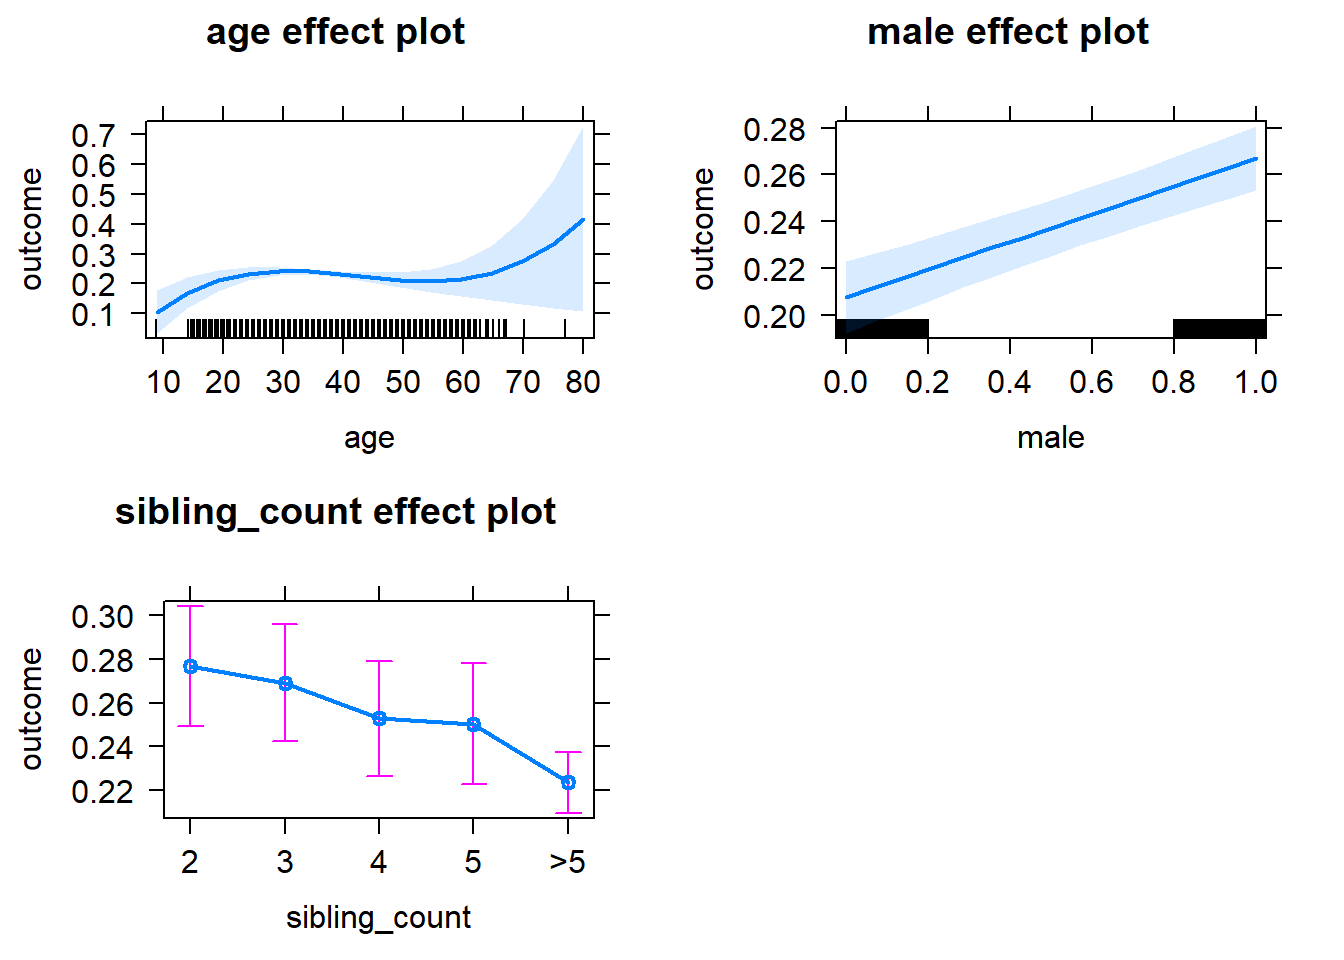 age effect plot
outcome
0.7
0.6
0.5
0.4
0.3
0.2
0.1
10 20 30 40 50 60 70 80
age
male effect plot
outcome
0.28
0.26
0.24
0.22
0.20
0.0 0.2 0.4 0.6 0.8 1.0
male
sibling_count effect plot
outcome
0.30
0.28
0.26
0.24
0.22
2 3 4 5 >5
sibling_count